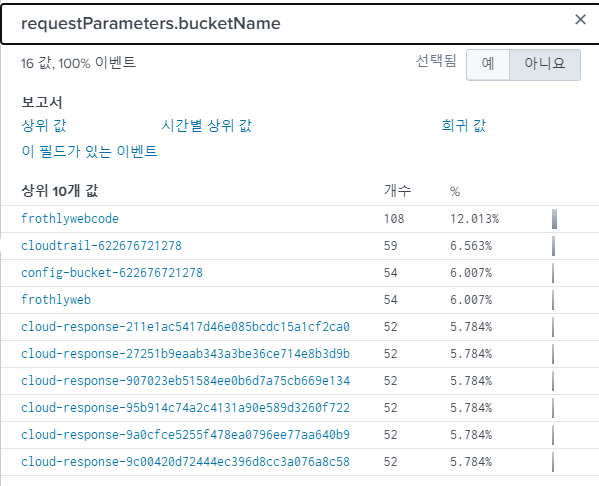 requestParameters.bucketName ×
16 값, 100% 이벤트 선택됨 예 아니요
보고서
상위 값 시간별 상위 값 희귀 값
이 필드가 있는 이벤트
상위 10개 값 개수 %
frothlywebcode 108 12.013%
cloudtrail-622676721278 59 6.563%
config-bucket-622676721278 54 6.007%
frothlyweb 54 6.007%
cloud-response-211e1ac5417d46e085bcdc15a1cf2ca0 52 5.784%
cloud-response-27251b9eaab343a3be36ce714e8b3d9b 52 5.784%
cloud-response-907023eb51584ee0b6d7a75cb669e134 52 5.784%
cloud-response-95b914c74a2c4131a90e589d3260f722 52 5.784%
cloud-response-9a0cfce5255f478ea0796ee77aa640b9 52 5.784%
cloud-response-9c00420d72444ec396d8cc3a076a8c58 52 5.784%